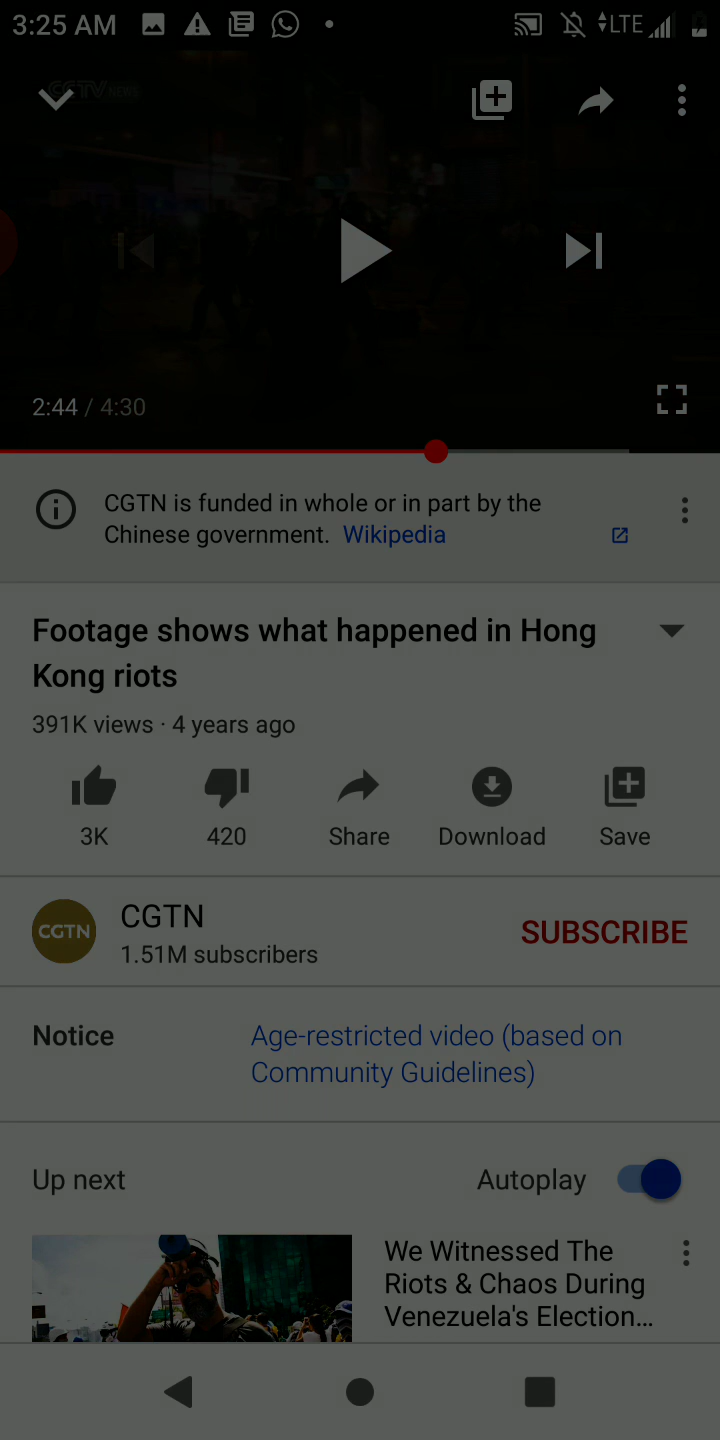 3:25 AM
LTE
CCTV NEWS
2:44 / 4:30
CGTN is funded in whole or in part by the
Chinese government. Wikipedia
Footage shows what happened in Hong
Kong riots
391K views · 4 years ago
3K
420
Share
Download
Save
CGTN
CGTN
1.51M subscribers
SUBSCRIBE
Notice
Age-restricted video (based on
Community Guidelines)
Up next
Autoplay
We Witnessed The
Riots & Chaos During
Venezuela's Election...